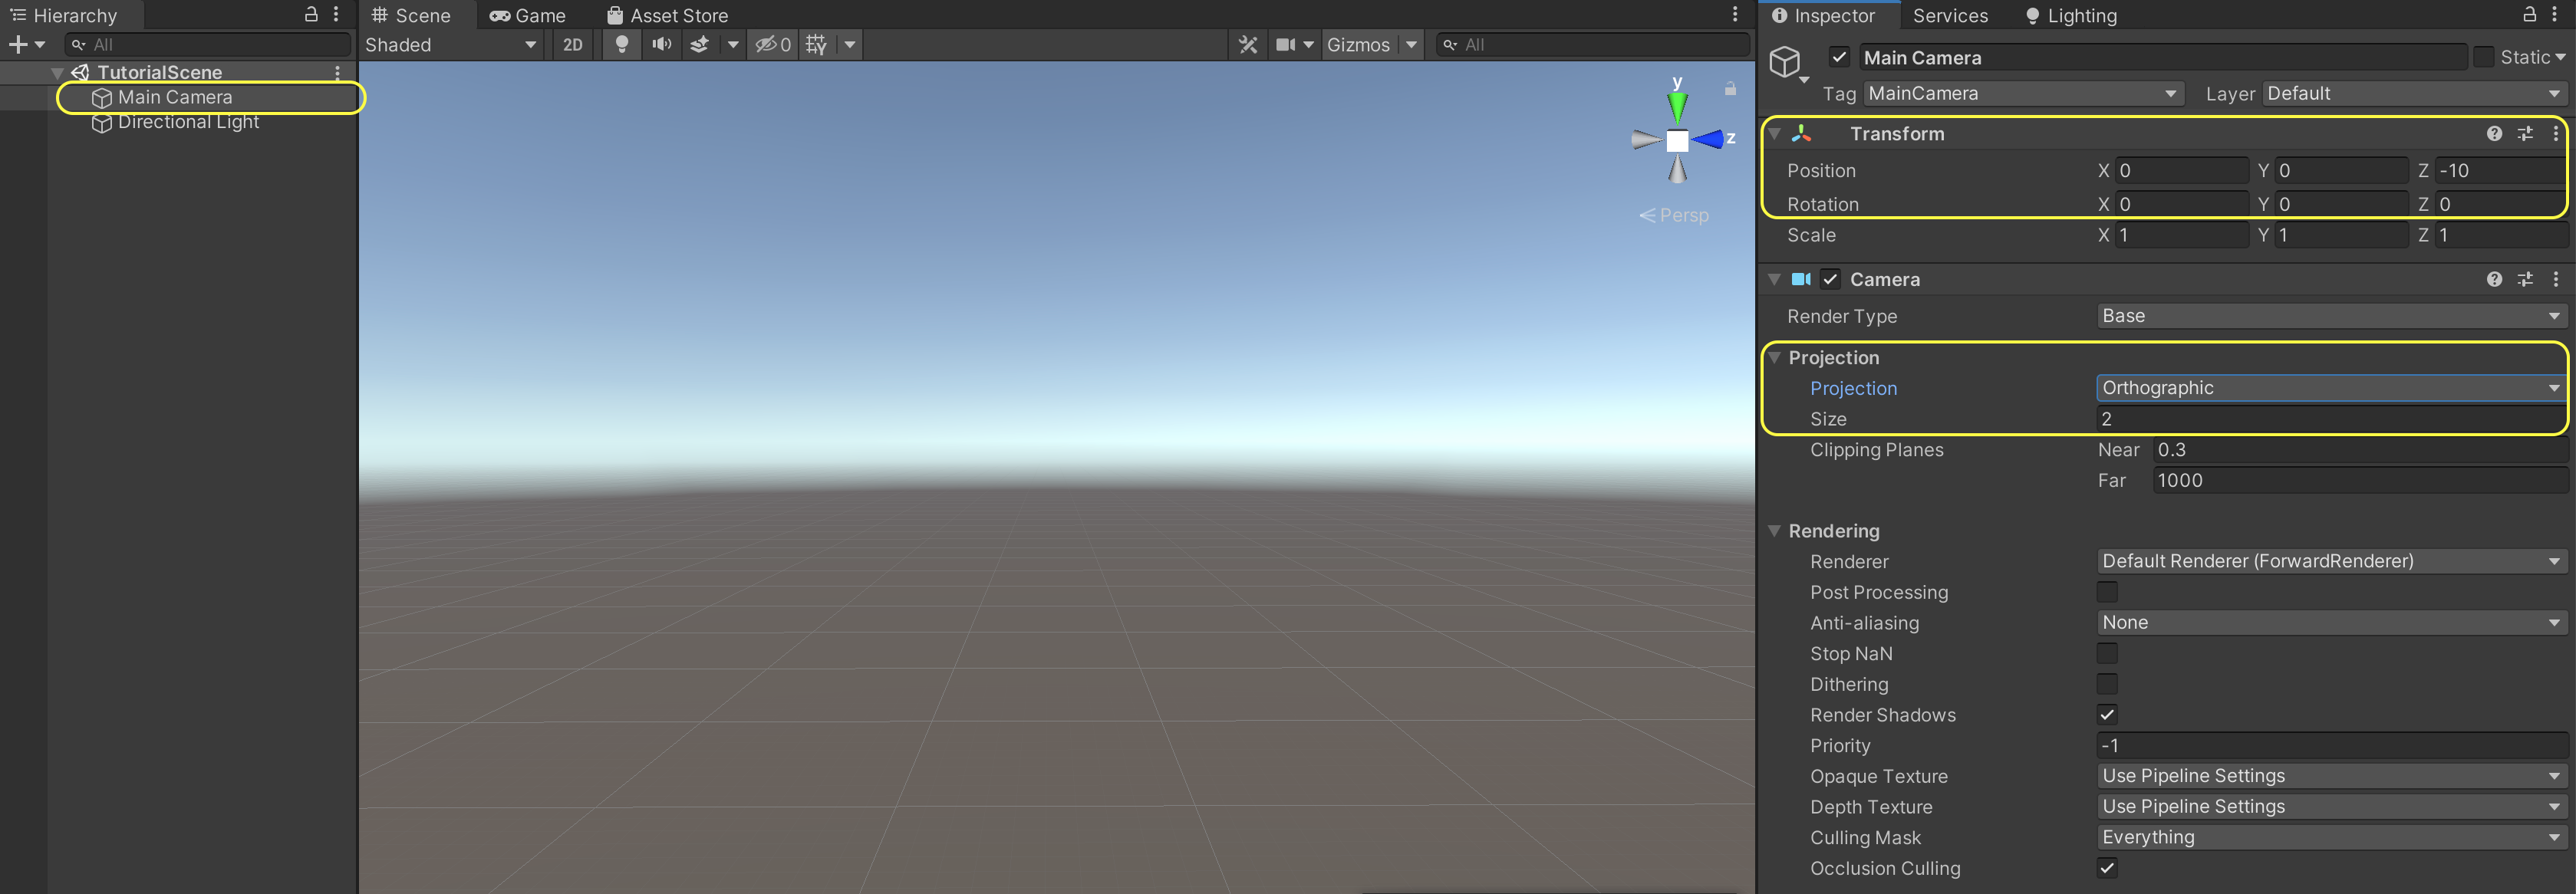 Hierarchy
All
TutorialScene
Main Camera
Directional Light
Scene Game Asset Store
Shaded 2D 0 Gizmos All
y
z
Persp
Inspector Services Lighting
Main Camera Static
Tag MainCamera Layer Default
Transform
Position X 0 Y 0 Z -10
Rotation X 0 Y 0 Z 0
Scale X 1 Y 1 Z 1
Camera
Render Type Base
Projection
Projection Orthographic
Size 2
Clipping Planes Near 0.3
Far 1000
Rendering
Renderer Default Renderer (ForwardRenderer)
Post Processing
Anti-aliasing None
Stop NaN
Dithering
Render Shadows
Priority -1
Opaque Texture Use Pipeline Settings
Depth Texture Use Pipeline Settings
Culling Mask Everything
Occlusion Culling